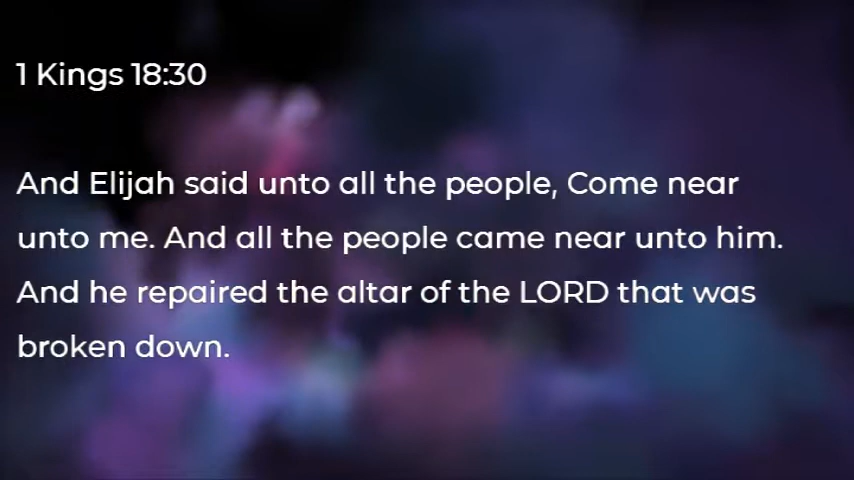 1 Kings 18:30
And Elijah said unto all the people, Come near
unto me. And all the people came near unto him.
And he repaired the altar of the LORD that was
broken down.